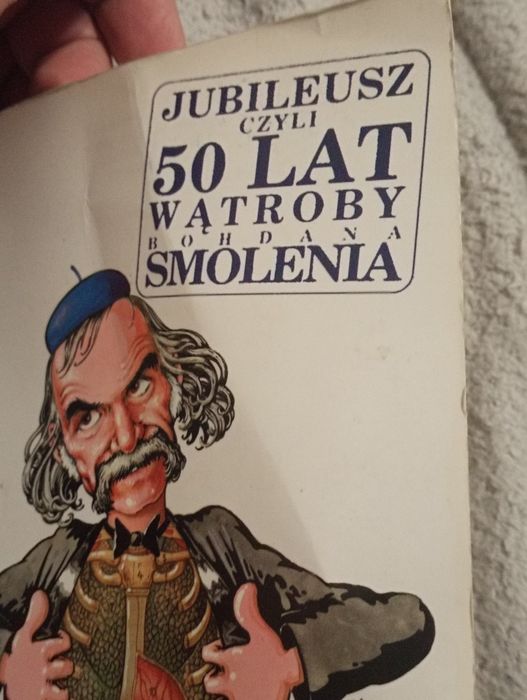 JUBILEUSZ
CZYLI
50 LAT
WĄTROBY
BOHDANA
SMOLENIA